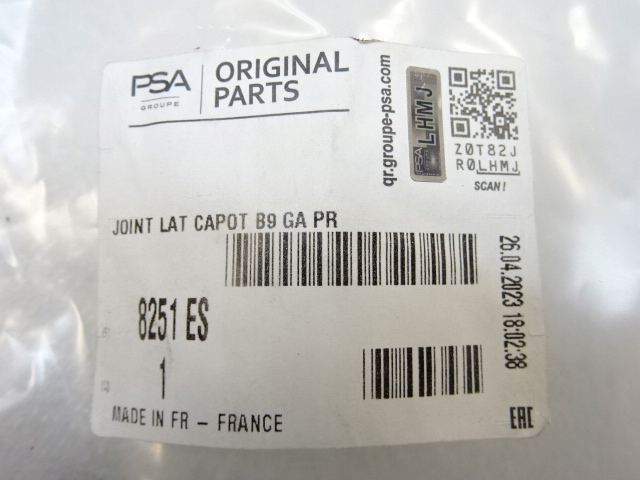 PSA
GROUPE
ORIGINAL
PARTS
qr.groupe-psa.com
LHMJ
PSA
Z0T82J
R0LHMJ
SCAN!
JOINT LAT CAPOT B9 GA PR
26.04.2023 18:02:38
8251 ES
1
MADE IN FR - FRANCE
EAC